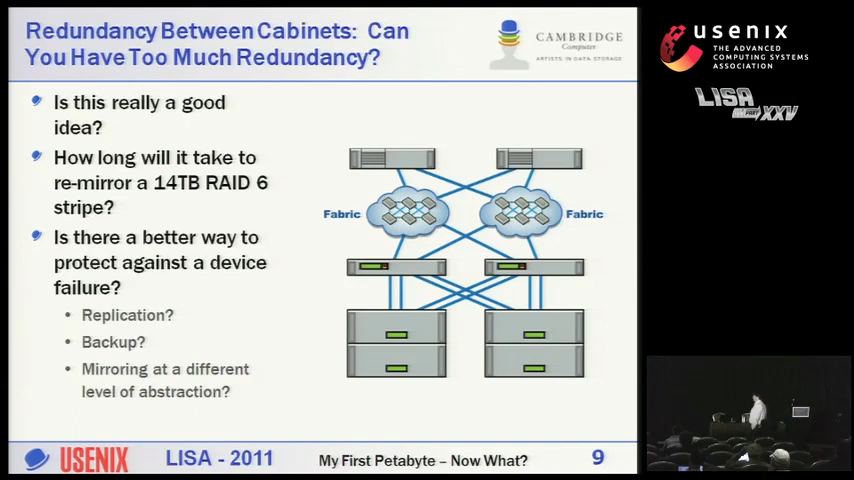 Redundancy Between Cabinets: Can
You Have Too Much Redundancy?
CAMBRIDGE
Computer
ARTISTS IN DATA STORAGE
Is this really a good
idea?
How long will it take to
re-mirror a 14TB RAID 6
stripe?
Is there a better way to
protect against a device
failure?
• Replication?
• Backup?
• Mirroring at a different
level of abstraction?
Fabric
Fabric
USENIX
LISA - 2011
My First Petabyte – Now What?
9
usenix
THE ADVANCED
COMPUTING SYSTEMS
ASSOCIATION
LISA
XXV